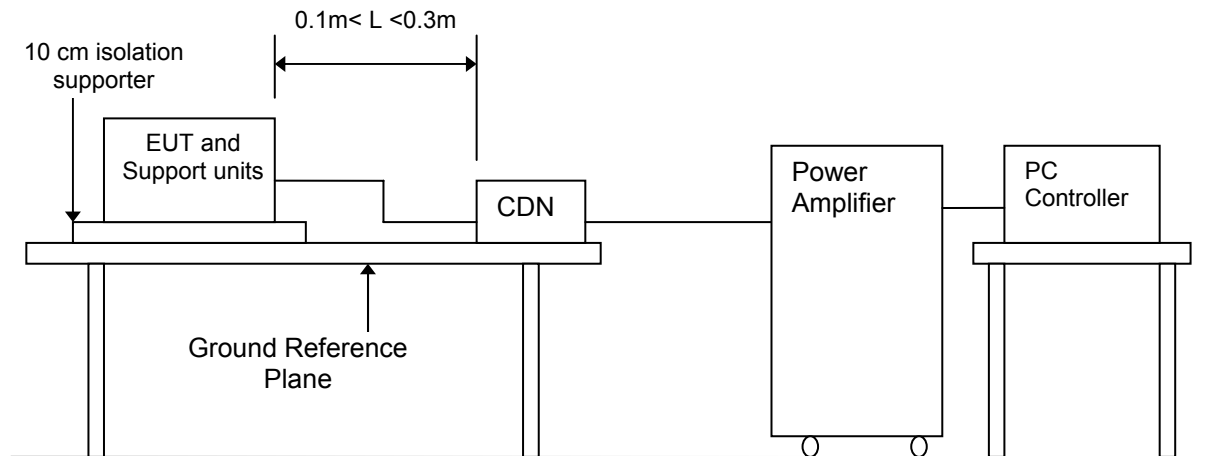 0.1m< L <0.3m
10 cm isolation
supporter
EUT and
Support units
CDN
Power
Amplifier
PC
Controller
Ground Reference
Plane